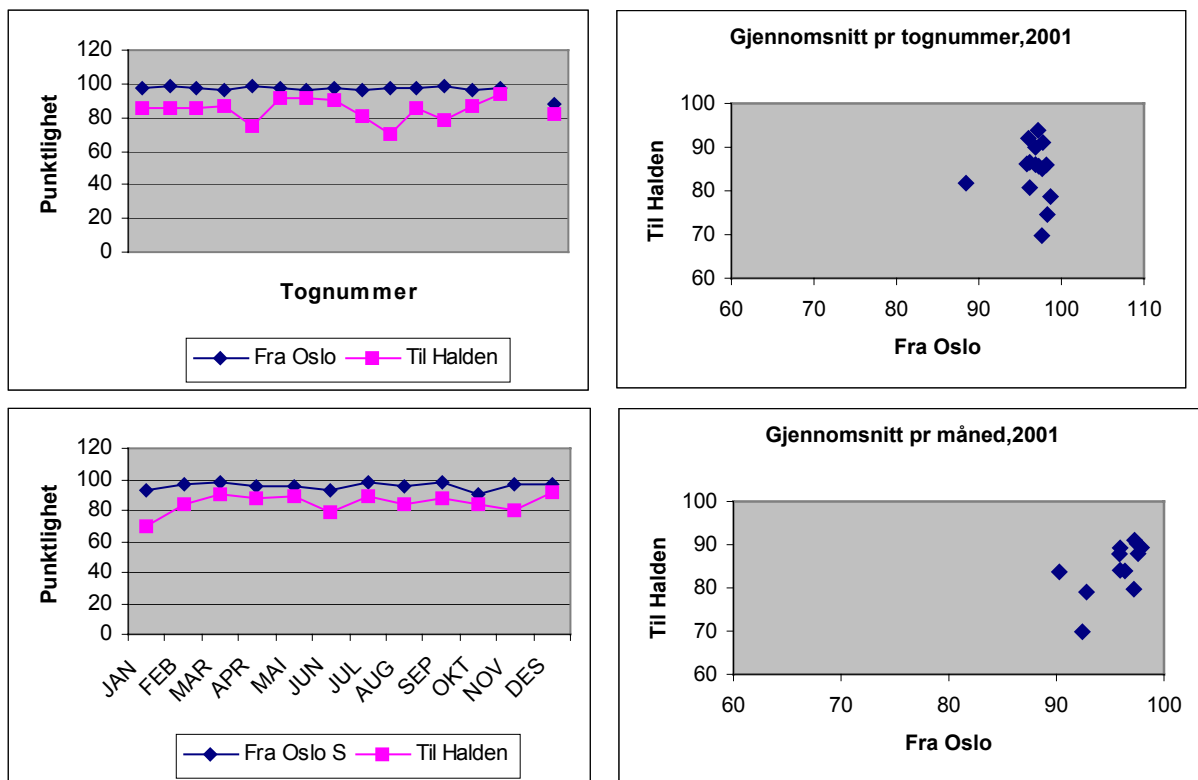 120
100
80
60
40
20
0
Punktlighet
Tognummer
Fra Oslo Til Halden
Gjennomsnitt pr tognummer,2001
100
90
80
70
60
Til Halden
60 70 80 90 100 110
Fra Oslo
120
100
80
60
40
20
0
Punktlighet
JAN FEB MAR APR MAI JUN JUL AUG SEP OKT NOV DES
Fra Oslo S Til Halden
Gjennomsnitt pr måned,2001
100
90
80
70
60
Til Halden
60 70 80 90 100
Fra Oslo